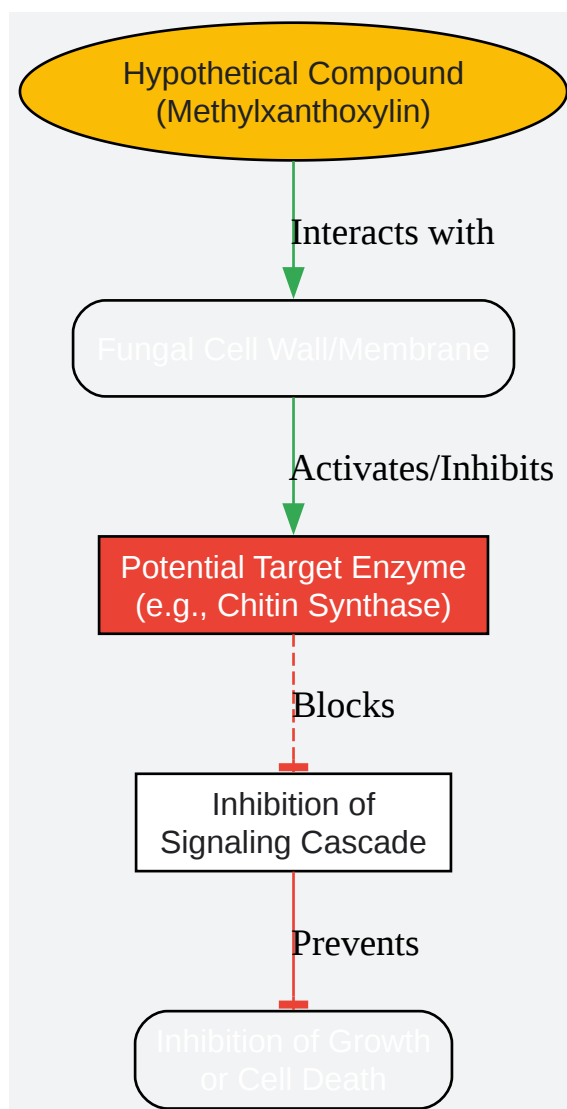 Hypothetical Compound
(Methylxanthoxylin)
Interacts with
Fungal Cell Wall/Membrane
Activates/Inhibits
Potential Target Enzyme
(e.g., Chitin Synthase)
Blocks
Inhibition of
Signaling Cascade
Prevents
Inhibition of Growth
or Cell Death